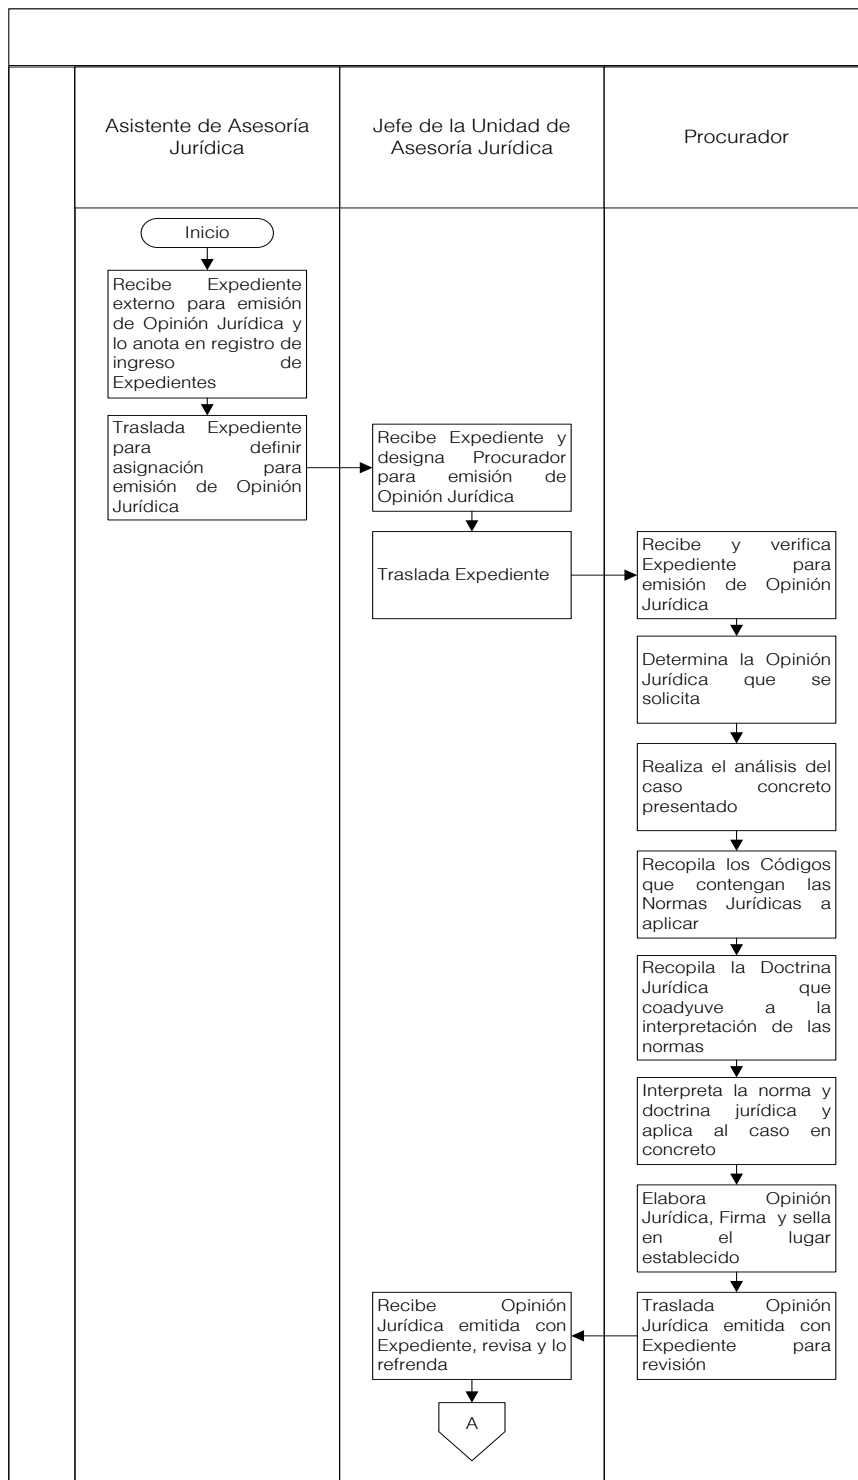 Asistente de Asesoría
Jurídica
Jefe de la Unidad de
Asesoría Jurídica
Procurador
Inicio
Recibe Expediente
externo para emisión
de Opinión Jurídica y
lo anota en registro de
ingreso de
Expedientes
Traslada Expediente
para definir
asignación para
emisión de Opinión
Jurídica
Recibe Expediente y
designa Procurador
para emisión de
Opinión Jurídica
Traslada Expediente
Recibe y verifica
Expediente para
emisión de Opinión
Jurídica
Determina la Opinión
Jurídica que se
solicita
Realiza el análisis del
caso concreto
presentado
Recopila los Códigos
que contengan las
Normas Jurídicas a
aplicar
Recopila la Doctrina
Jurídica que
coadyuve a la
interpretación de las
normas
Interpreta la norma y
doctrina jurídica y
aplica al caso en
concreto
Elabora Opinión
Jurídica, Firma y sella
en el lugar
establecido
Traslada Opinión
Jurídica emitida con
Expediente para
revisión
Recibe Opinión
Jurídica emitida con
Expediente, revisa y lo
refrenda
A